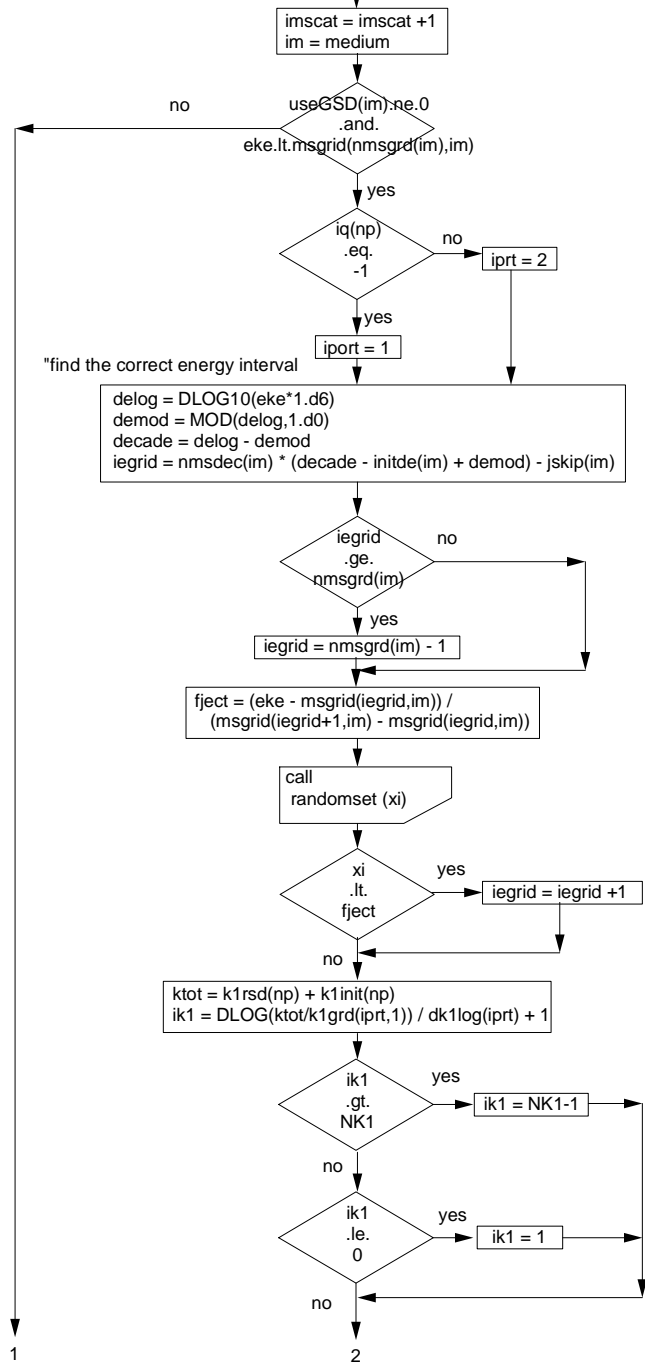 imscat = imscat +1
im = medium
no
useGSD(im).ne.0
.and.
eke.lt.msgrid(nmsgrd(im),im)
yes
iq(np)
.eq.
-1
no
iprt = 2
yes
iport = 1
"find the correct energy interval
delog = DLOG10(eke*1.d6)
demod = MOD(delog,1.d0)
decade = delog - demod
iegrid = nmsdec(im) * (decade - initde(im) + demod) - jskip(im)
iegrid
.ge.
nmsgrd(im)
no
yes
iegrid = nmsgrd(im) - 1
fject = (eke - msgrid(iegrid,im)) /
(msgrid(iegrid+1,im) - msgrid(iegrid,im))
call
randomset (xi)
xi
.lt.
fject
yes
iegrid = iegrid +1
no
ktot = k1rsd(np) + k1init(np)
ik1 = DLOG(ktot/k1grd(iprt,1)) / dk1log(iprt) + 1
ik1
.gt.
NK1
yes
ik1 = NK1-1
no
ik1
.le.
0
yes
ik1 = 1
no
1
2